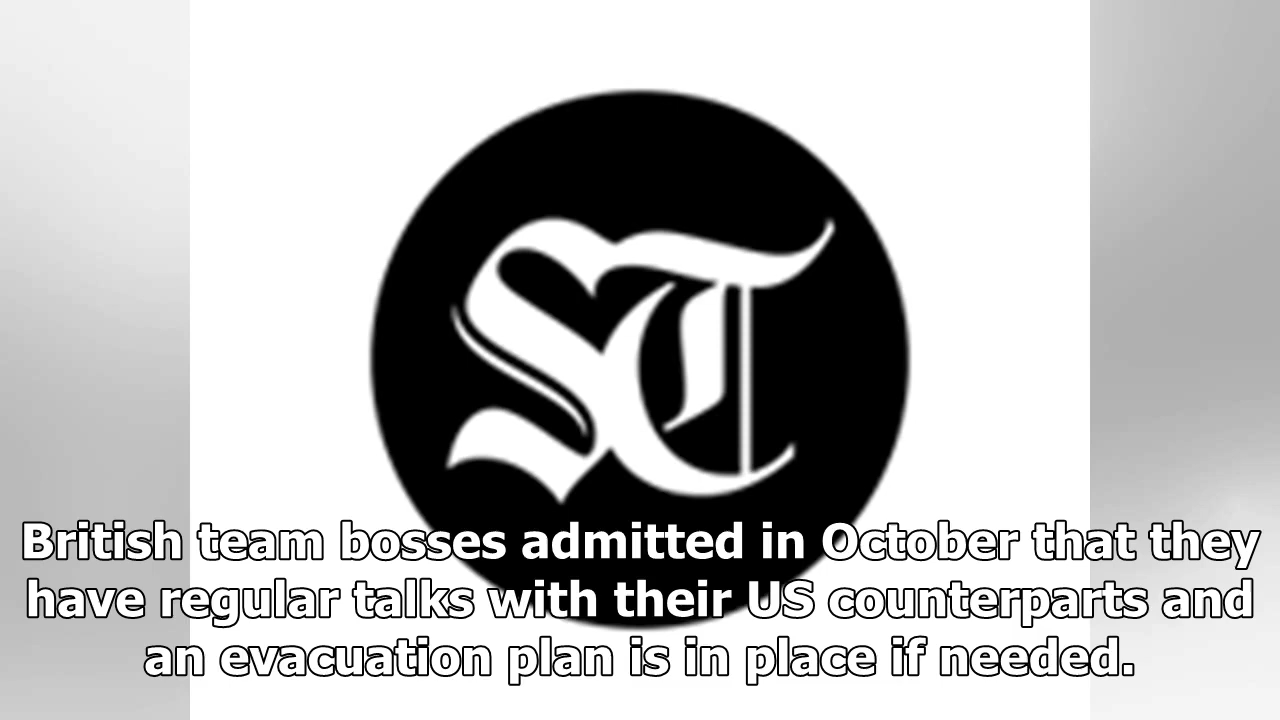 ST
British team bosses admitted in October that they
have regular talks with their US counterparts and
an evacuation plan is in place if needed.